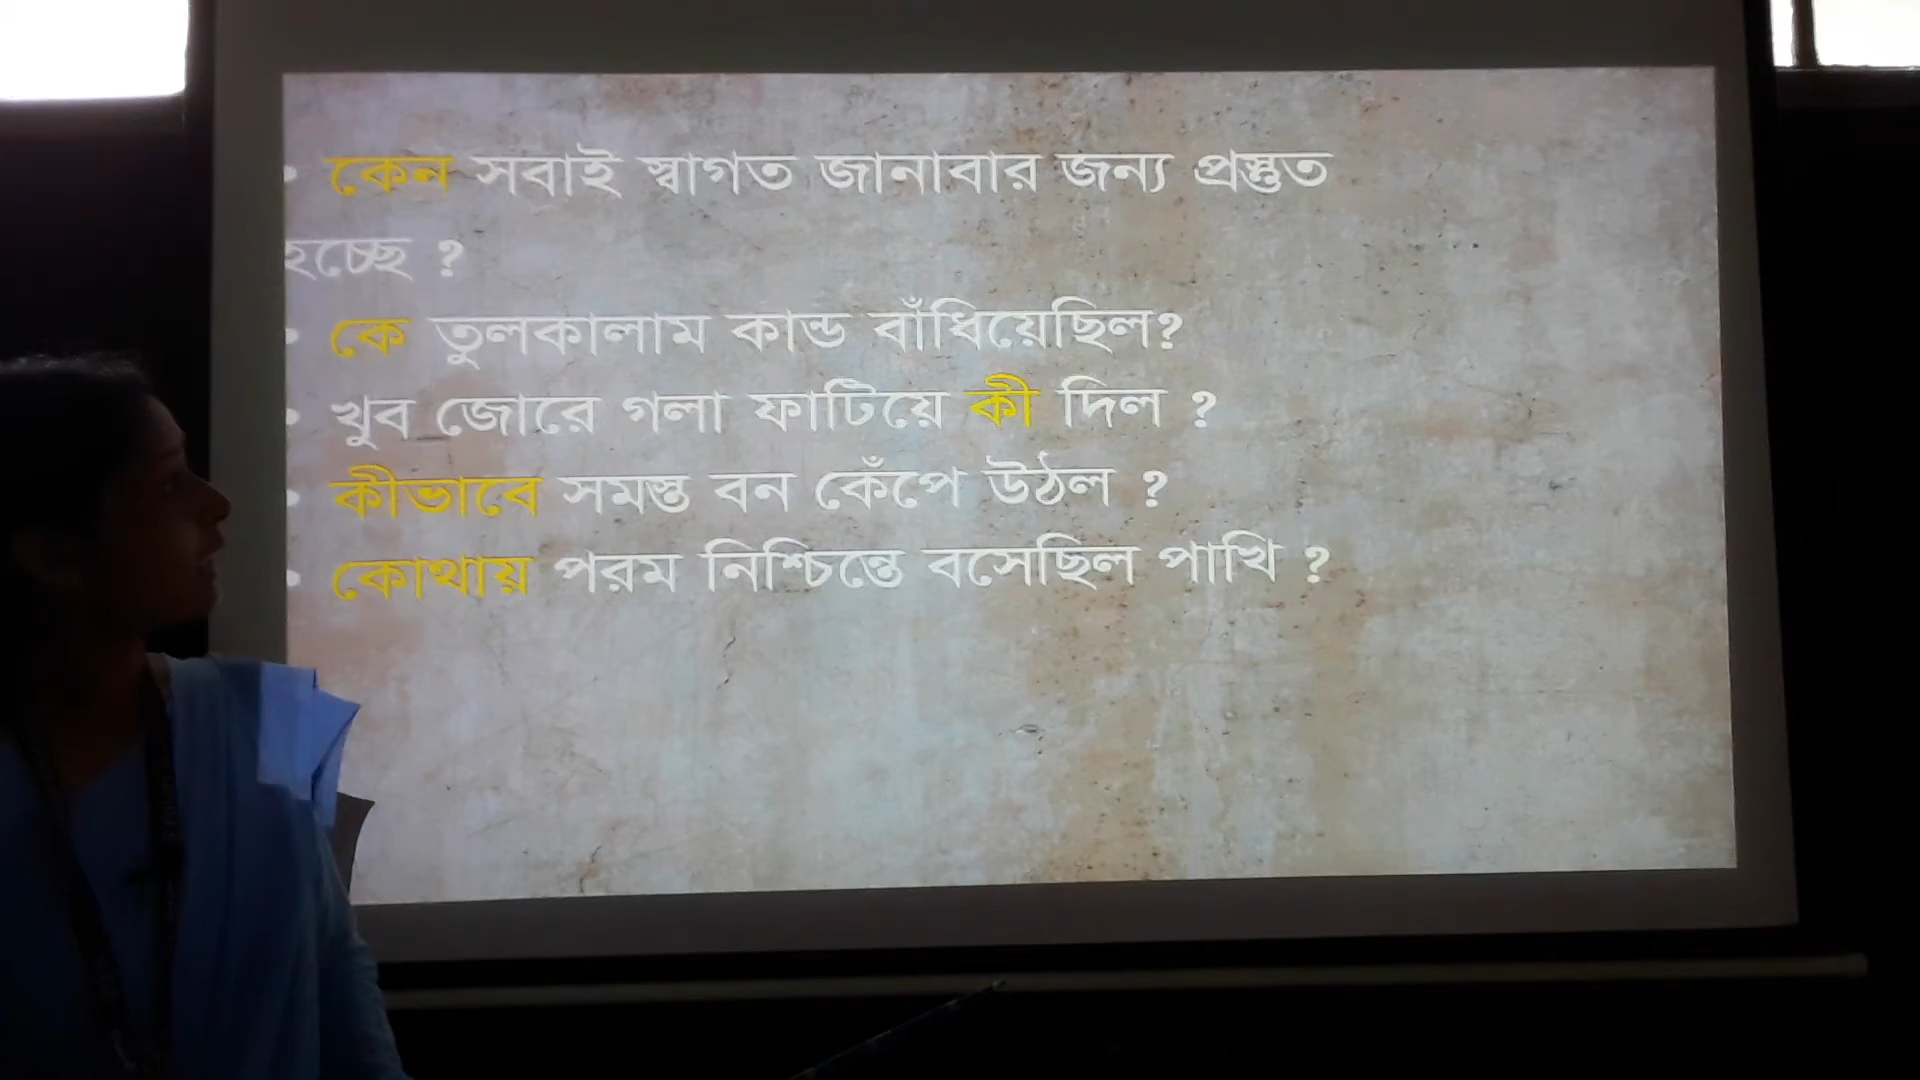 • কেন সবাই স্বাগত জানাবার জন্য প্রস্তুত
হচ্ছে ?
• কে তুলকালাম কান্ড বাঁধিয়েছিল?
• খুব জোরে গলা ফাটিয়ে কী দিল ?
• কীভাবে সমস্ত বন কেঁপে উঠল ?
• কোথায় পরম নিশ্চিন্তে বসেছিল পাখি ?